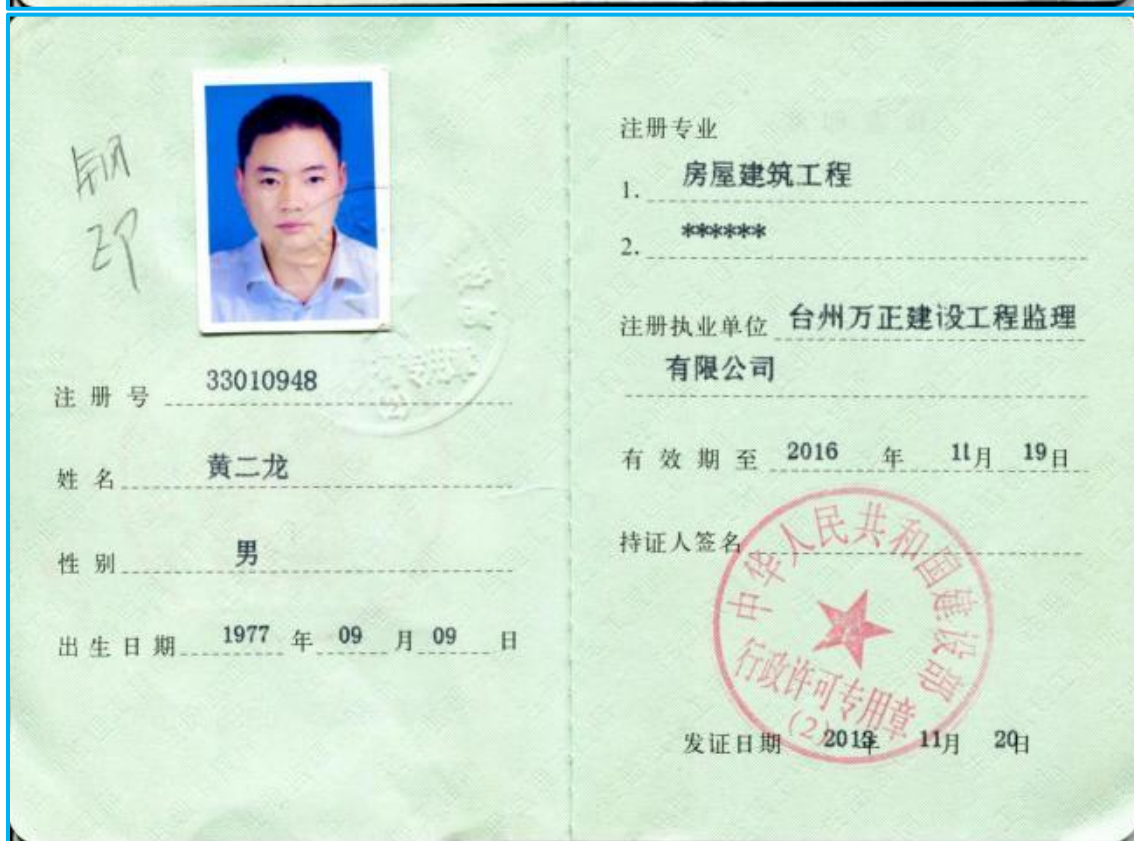 钢
印
注 册 号 33010948
姓 名 黄二龙
性 别 男
出 生 日 期 1977 年 09 月 09 日
注册专业
1. 房屋建筑工程
2. ******
注册执业单位 台州万正建设工程监理
有限公司
有 效 期 至 2016 年 11月 19日
持证人签名
中华人民共和国建设部
行政许可专用章
(2)
发证日期 2013年 11月 20日